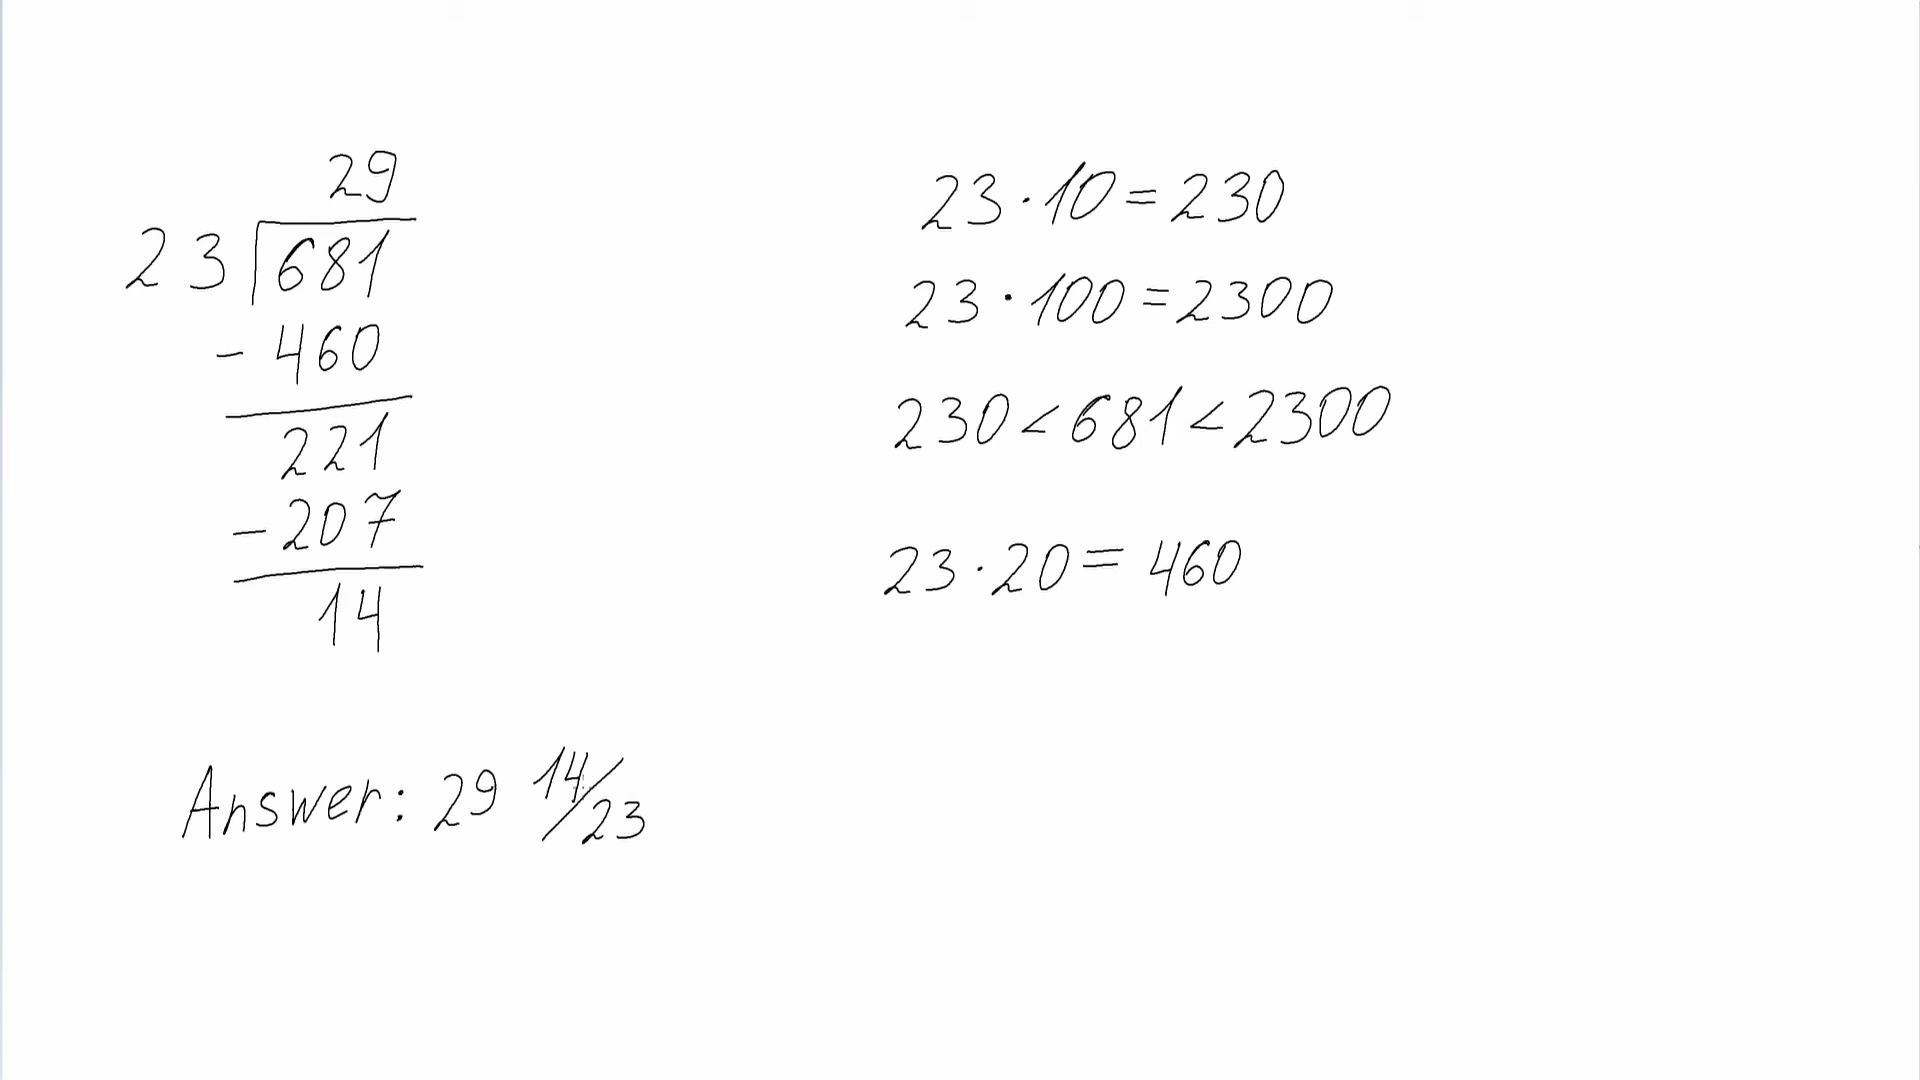 29
23 681
- 460
221
- 207
14
Answer: 29 14/23
23 · 10 = 230
23 · 100 = 2300
230 < 681 < 2300
23 · 20 = 460